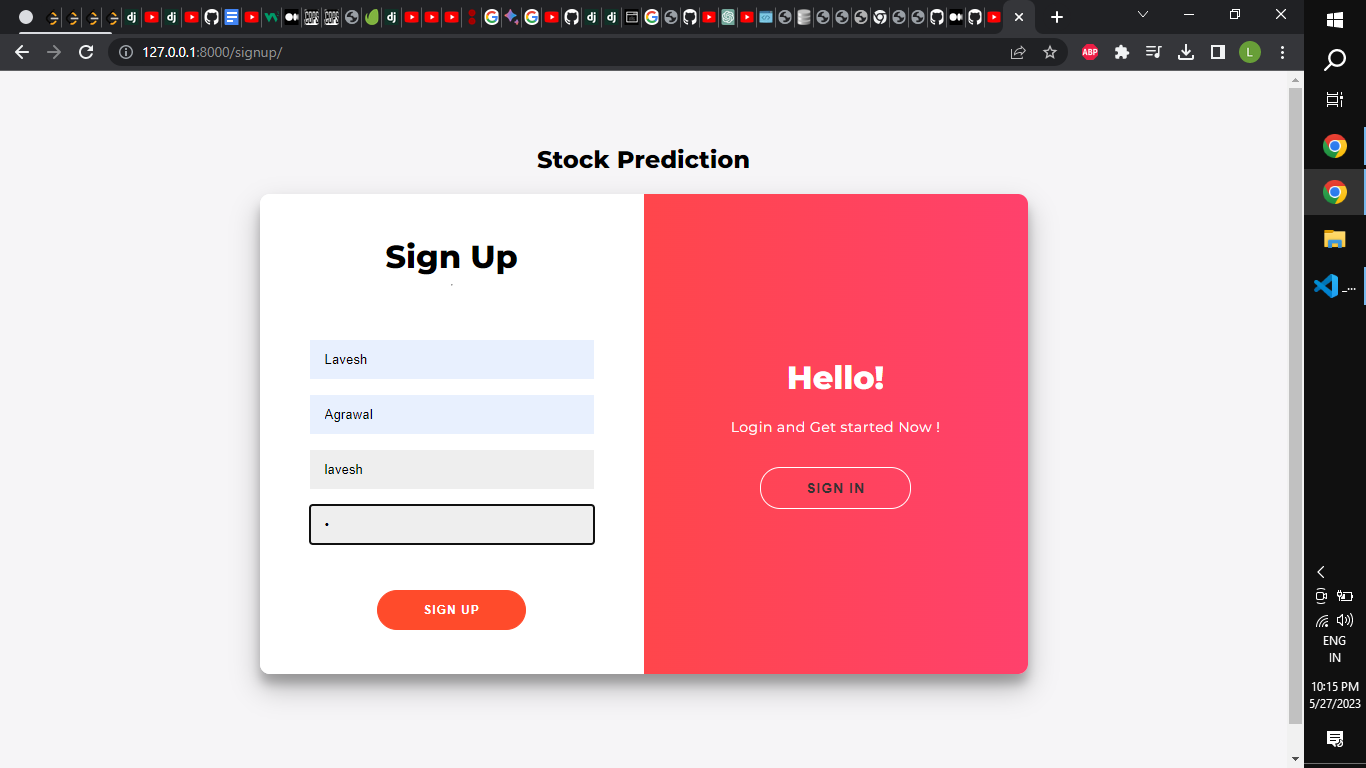 127.0.0.1:8000/signup/
ABP
L
Stock Prediction
Sign Up
Hello!
Login and Get started Now !
SIGN IN
Lavesh
Agrawal
lavesh
•
SIGN UP
_...
ENG
IN
10:15 PM
5/27/2023